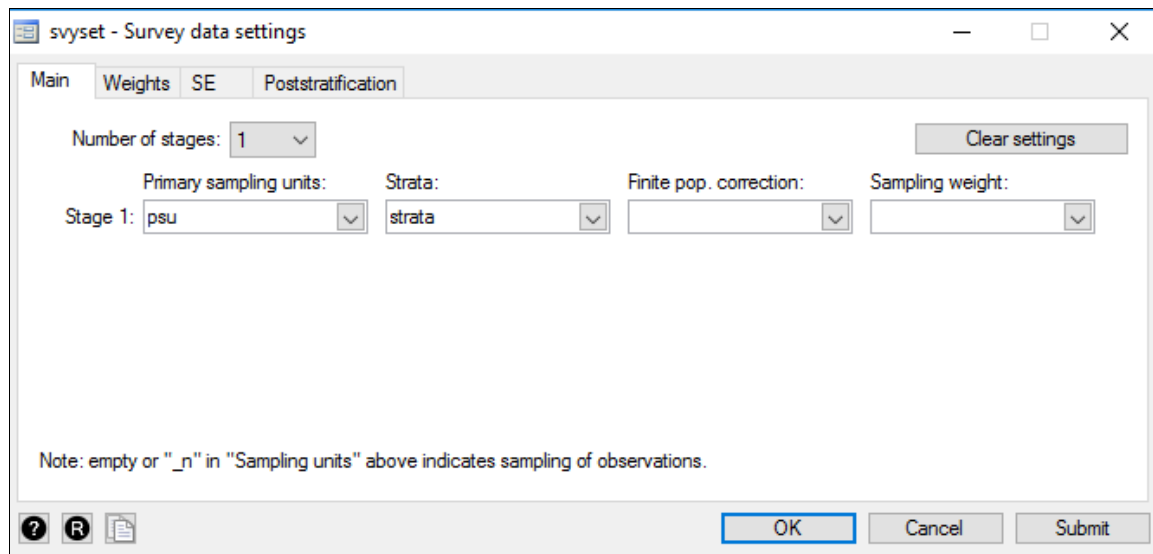 svyset - Survey data settings
Main Weights SE Poststratification
Number of stages: 1 Clear settings
Primary sampling units: Strata: Finite pop. correction: Sampling weight:
Stage 1: psu strata
Note: empty or "_n" in "Sampling units" above indicates sampling of observations.
? R OK Cancel Submit